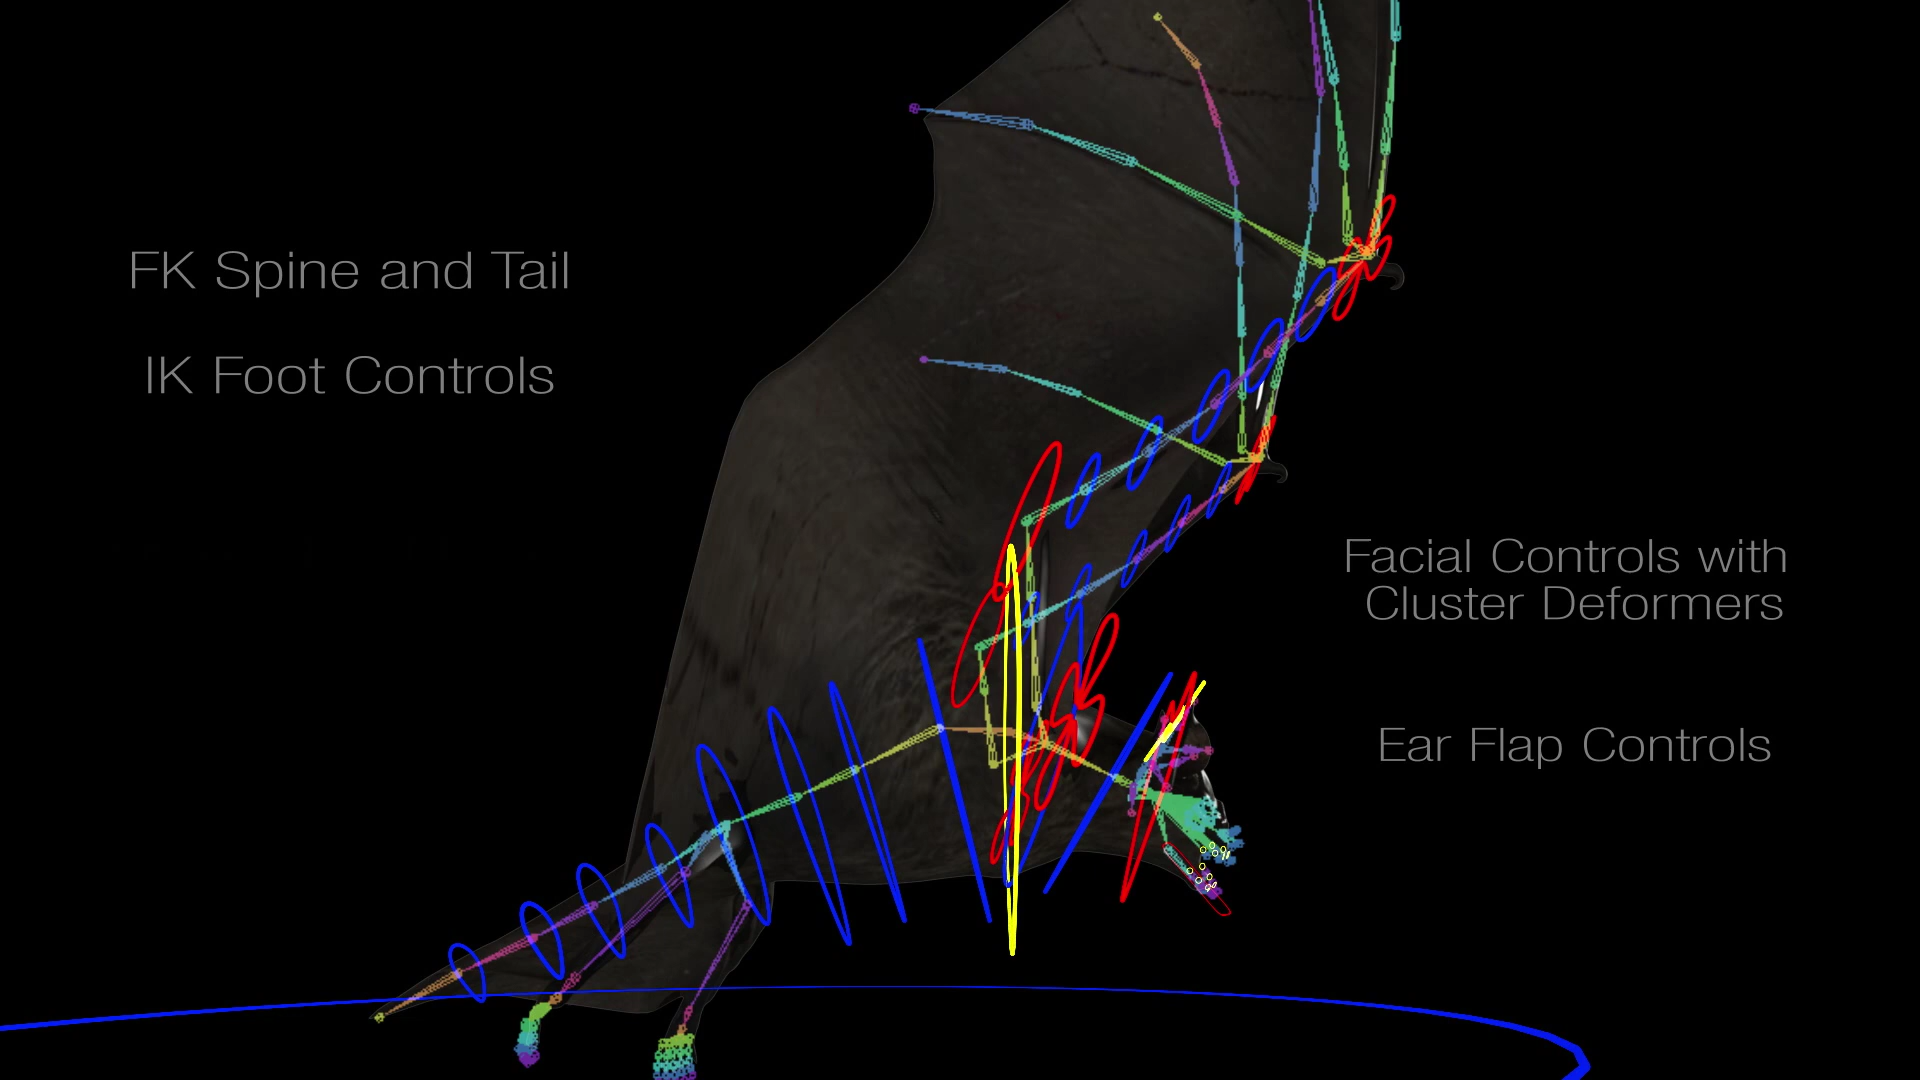 FK Spine and Tail
IK Foot Controls
Facial Controls with
Cluster Deformers
Ear Flap Controls